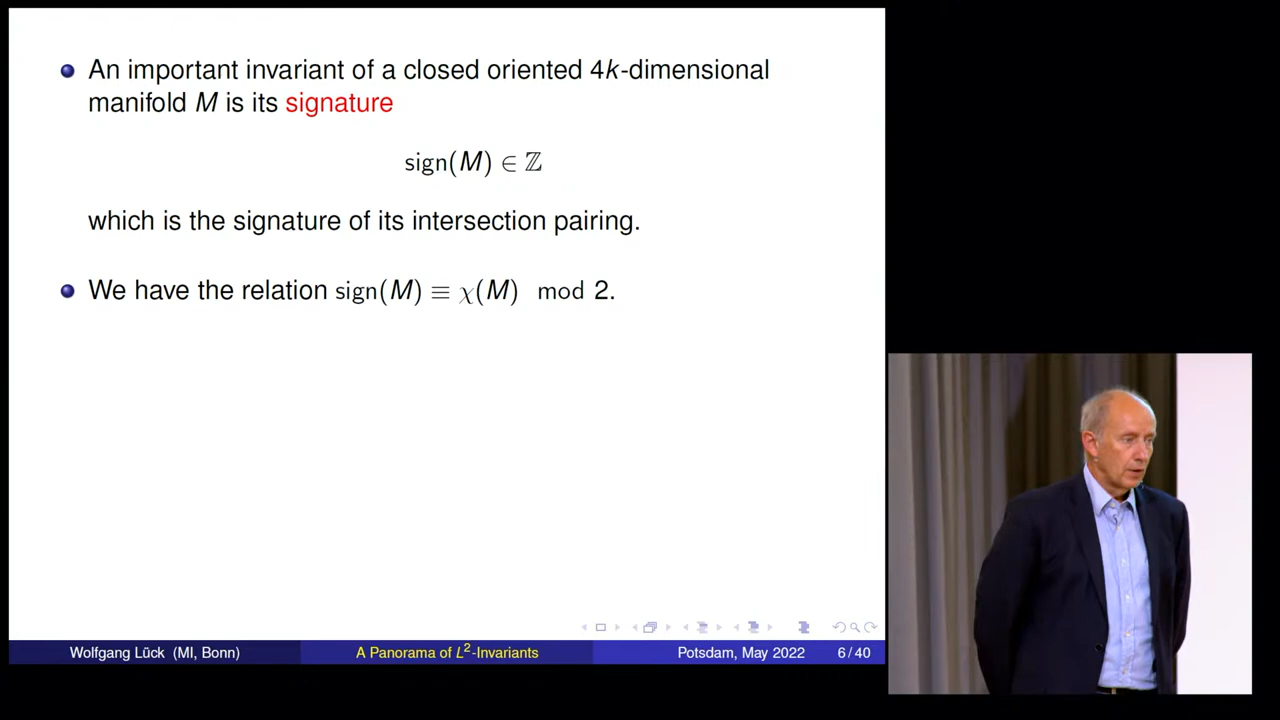 An important invariant of a closed oriented 4k-dimensional
manifold M is its signature
sign(M) ∈ ℤ
which is the signature of its intersection pairing.
We have the relation sign(M) ≡ χ(M) mod 2.
Wolfgang Lück (MI, Bonn) A Panorama of L²-Invariants Potsdam, May 2022 6 / 40